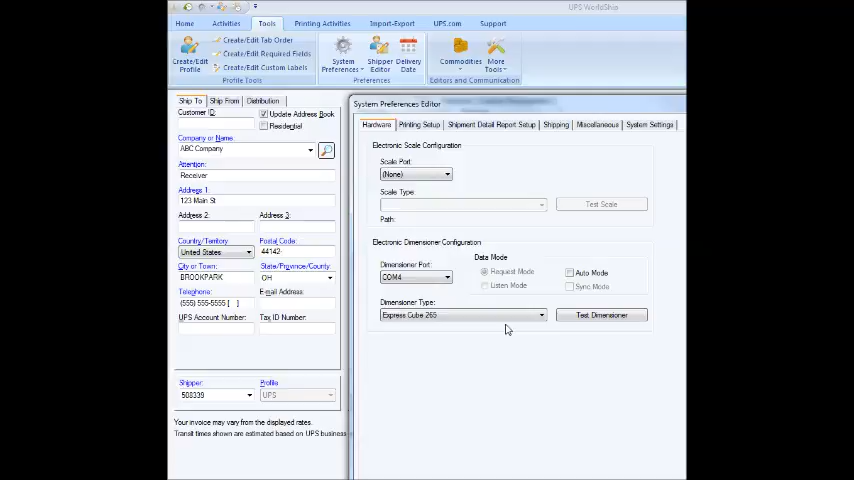 UPS WorldShip
Home Activities Tools Printing Activities Import-Export UPS.com Support
Create/Edit Profile
Create/Edit Tab Order
Create/Edit Required Fields
Create/Edit Custom Labels
Profile Tools
System Preferences
Shipper Editor
Delivery Date
Preferences
Commodities
More Tools
Editors and Communication
Ship To Ship From Distribution
Customer ID:
Update Address Book
Residential
Company or Name:
ABC Company
Attention:
Receiver
Address 1:
123 Main St
Address 2: Address 3:
Country/Territory Postal Code:
United States 44142-
City or Town: State/Province/County:
BROOKPARK OH
Telephone: E-mail Address:
(555) 555-5555 [ ]
UPS Account Number: Tax ID Number:
Shipper: Profile
508339 UPS
Your invoice may vary from the displayed rates.
Transit times shown are estimated based on UPS business
System Preferences Editor
Hardware Printing Setup Shipment Detail Report Setup Shipping Miscellaneous System Settings
Electronic Scale Configuration
Scale Port:
(None)
Scale Type:
Test Scale
Path:
Electronic Dimensioner Configuration
Dimensioner Port:
COM4
Data Mode
Request Mode
Listen Mode
Auto Mode
Sync Mode
Dimensioner Type:
Express Cube 265
Test Dimensioner